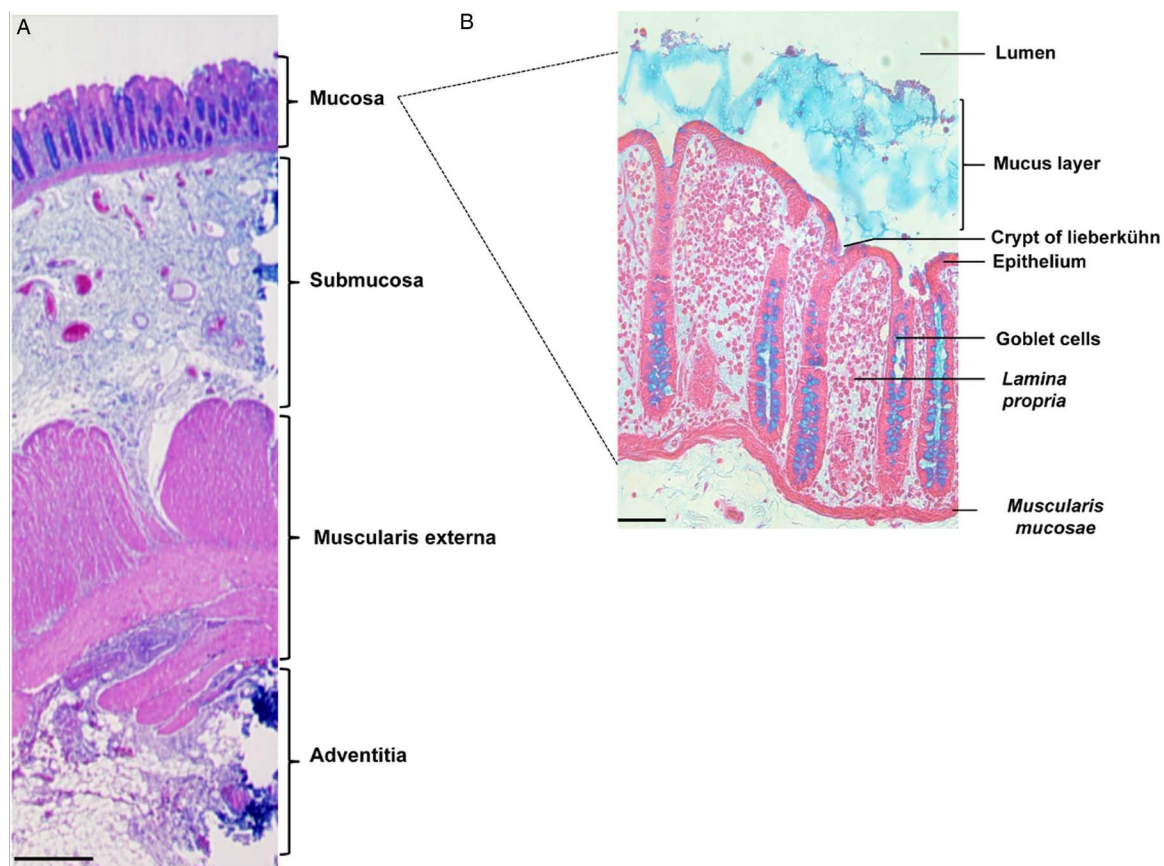 A
Mucosa
Submucosa
Muscularis externa
Adventitia
B
Lumen
Mucus layer
Crypt of lieberkühn
Epithelium
Goblet cells
Lamina
propria
Muscularis
mucosae